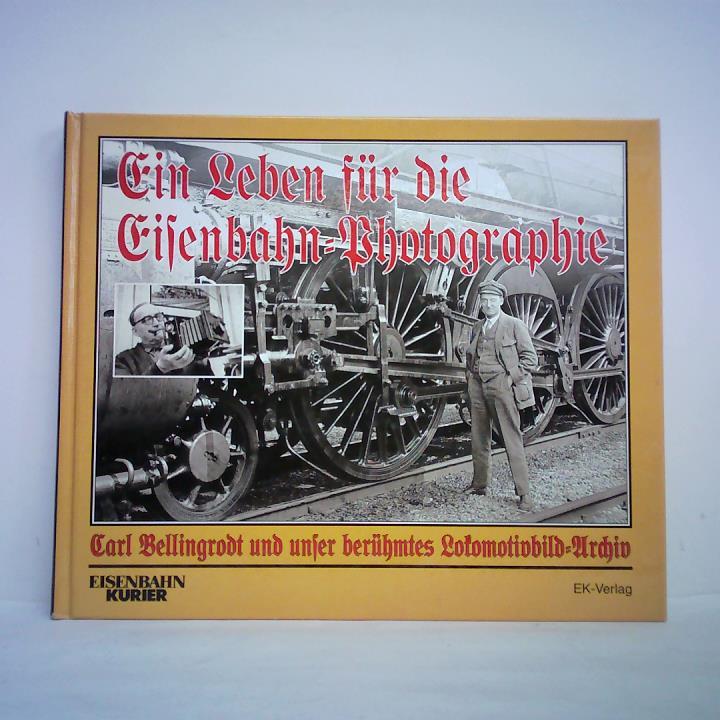 Ein Leben für die
Eiſenbahn=Photographie
Carl Bellingrodt und unſer berühmtes Lokomotivbild=Archiv
EISENBAHN
KURIER
EK-Verlag